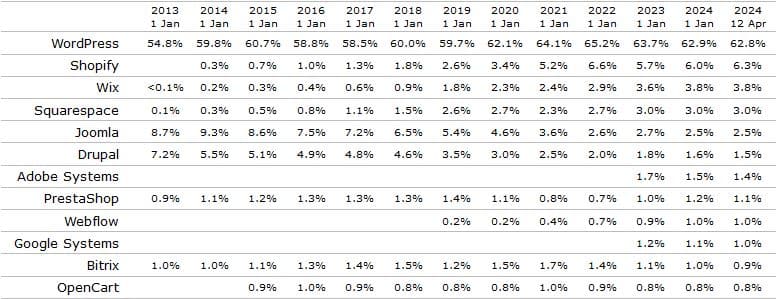 2013 2014 2015 2016 2017 2018 2019 2020 2021 2022 2023 2024 2024
1 Jan 1 Jan 1 Jan 1 Jan 1 Jan 1 Jan 1 Jan 1 Jan 1 Jan 1 Jan 1 Jan 1 Jan 12 Apr
WordPress 54.8% 59.8% 60.7% 58.8% 58.5% 60.0% 59.7% 62.1% 64.1% 65.2% 63.7% 62.9% 62.8%
Shopify 0.3% 0.7% 1.0% 1.3% 1.8% 2.6% 3.4% 5.2% 6.6% 5.7% 6.0% 6.3%
Wix <0.1% 0.2% 0.3% 0.4% 0.6% 0.9% 1.8% 2.3% 2.4% 2.9% 3.6% 3.8% 3.8%
Squarespace 0.1% 0.3% 0.5% 0.8% 1.1% 1.5% 2.6% 2.7% 2.3% 2.7% 3.0% 3.0% 3.0%
Joomla 8.7% 9.3% 8.6% 7.5% 7.2% 6.5% 5.4% 4.6% 3.6% 2.6% 2.7% 2.5% 2.5%
Drupal 7.2% 5.5% 5.1% 4.9% 4.8% 4.6% 3.5% 3.0% 2.5% 2.0% 1.8% 1.6% 1.5%
Adobe Systems 1.7% 1.5% 1.4%
PrestaShop 0.9% 1.1% 1.2% 1.3% 1.3% 1.3% 1.4% 1.1% 0.8% 0.7% 1.0% 1.2% 1.1%
Webflow 0.2% 0.2% 0.4% 0.7% 0.9% 1.0% 1.0%
Google Systems 1.2% 1.1% 1.0%
Bitrix 1.0% 1.0% 1.1% 1.3% 1.4% 1.5% 1.2% 1.5% 1.7% 1.4% 1.1% 1.0% 0.9%
OpenCart 0.9% 1.0% 0.9% 0.8% 0.8% 0.8% 1.0% 0.9% 0.8% 0.8% 0.8%